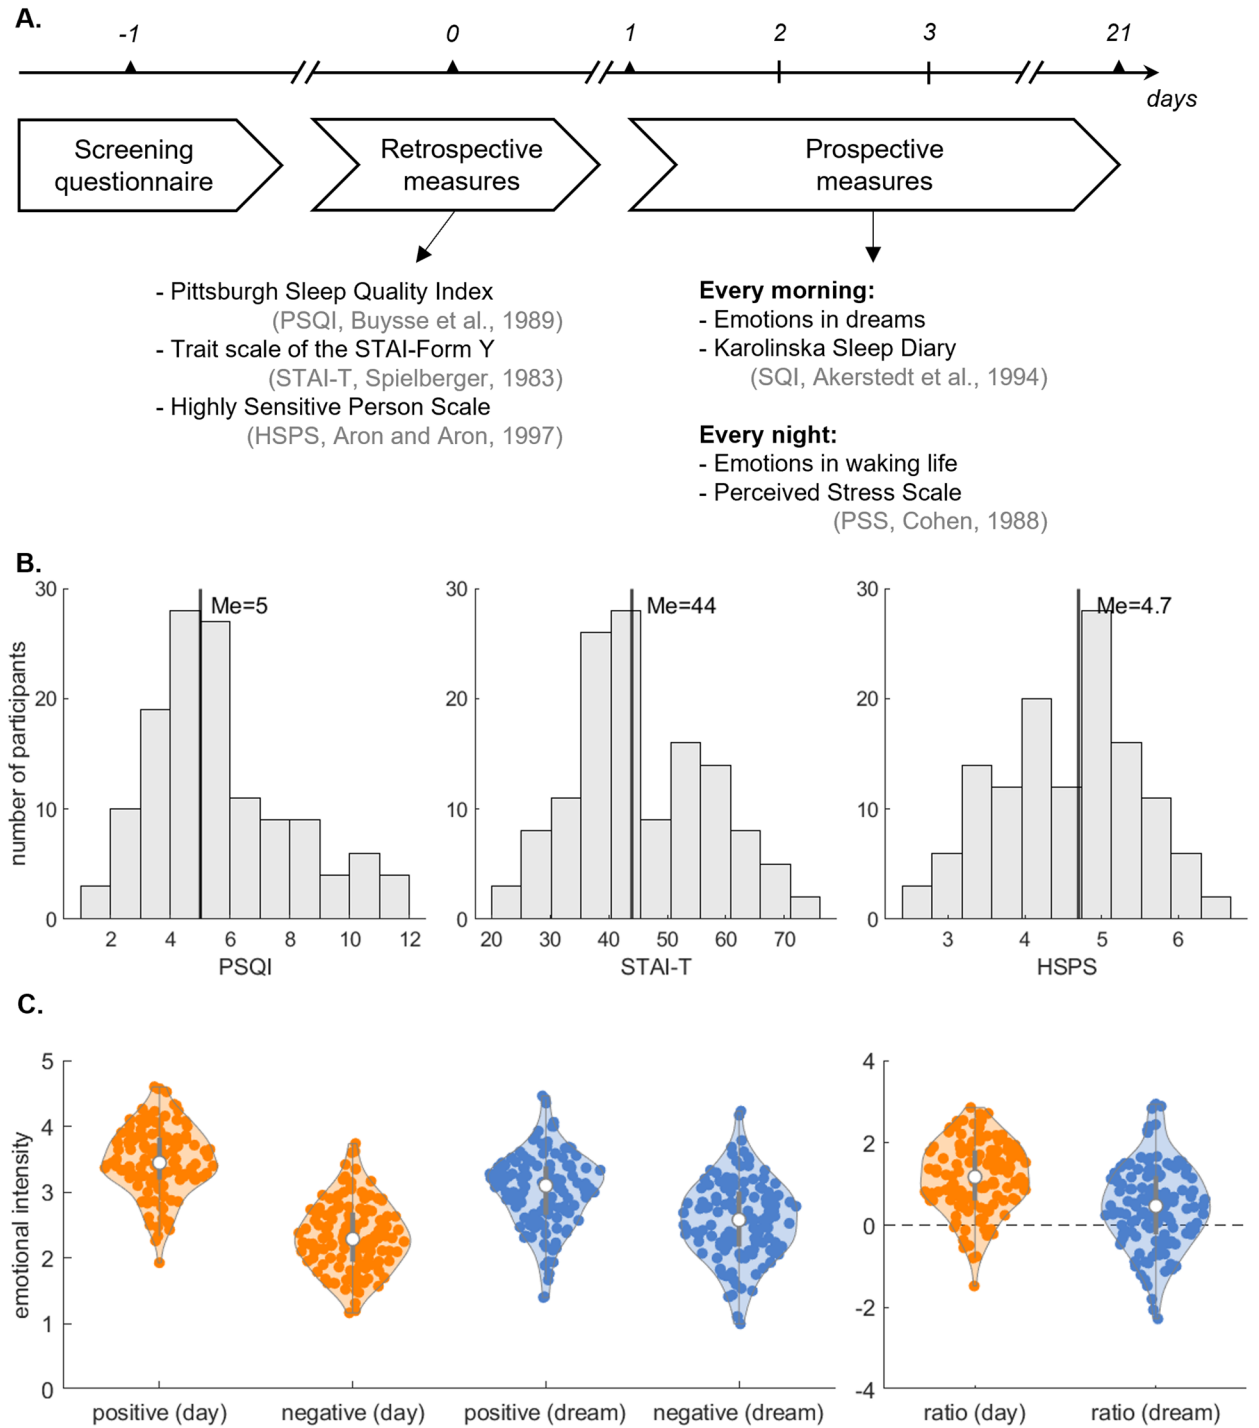 A.
-1 0 1 2 3 21
days
Screening
questionnaire
Retrospective
measures
Prospective
measures
- Pittsburgh Sleep Quality Index
(PSQI, Buysse et al., 1989)
- Trait scale of the STAI-Form Y
(STAI-T, Spielberger, 1983)
- Highly Sensitive Person Scale
(HSPS, Aron and Aron, 1997)
Every morning:
- Emotions in dreams
- Karolinska Sleep Diary
(SQI, Akerstedt et al., 1994)
Every night:
- Emotions in waking life
- Perceived Stress Scale
(PSS, Cohen, 1988)
B.
number of participants
30
20
10
0
Me=5
2 4 6 8 10 12
PSQI
30
20
10
0
Me=44
20 30 40 50 60 70
STAI-T
30
20
10
0
Me=4.7
3 4 5 6
HSPS
C.
emotional intensity
5
4
3
2
1
0
positive (day) negative (day) positive (dream) negative (dream)
4
2
0
-2
-4
ratio (day) ratio (dream)